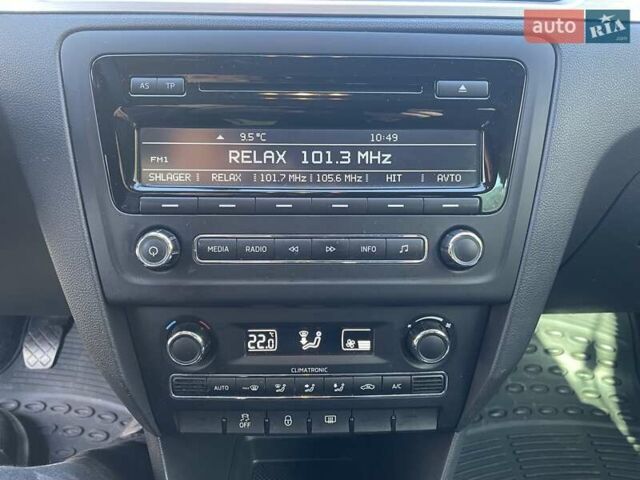 auto RIA .com
AS TP
9.5°C 10:49
FM1 RELAX 101.3 MHz
SHLAGER RELAX 101.7 MHz 105.6 MHz HIT AVTO
MEDIA RADIO INFO
22.0°C
CLIMATRONIC
AUTO A/C
OFF